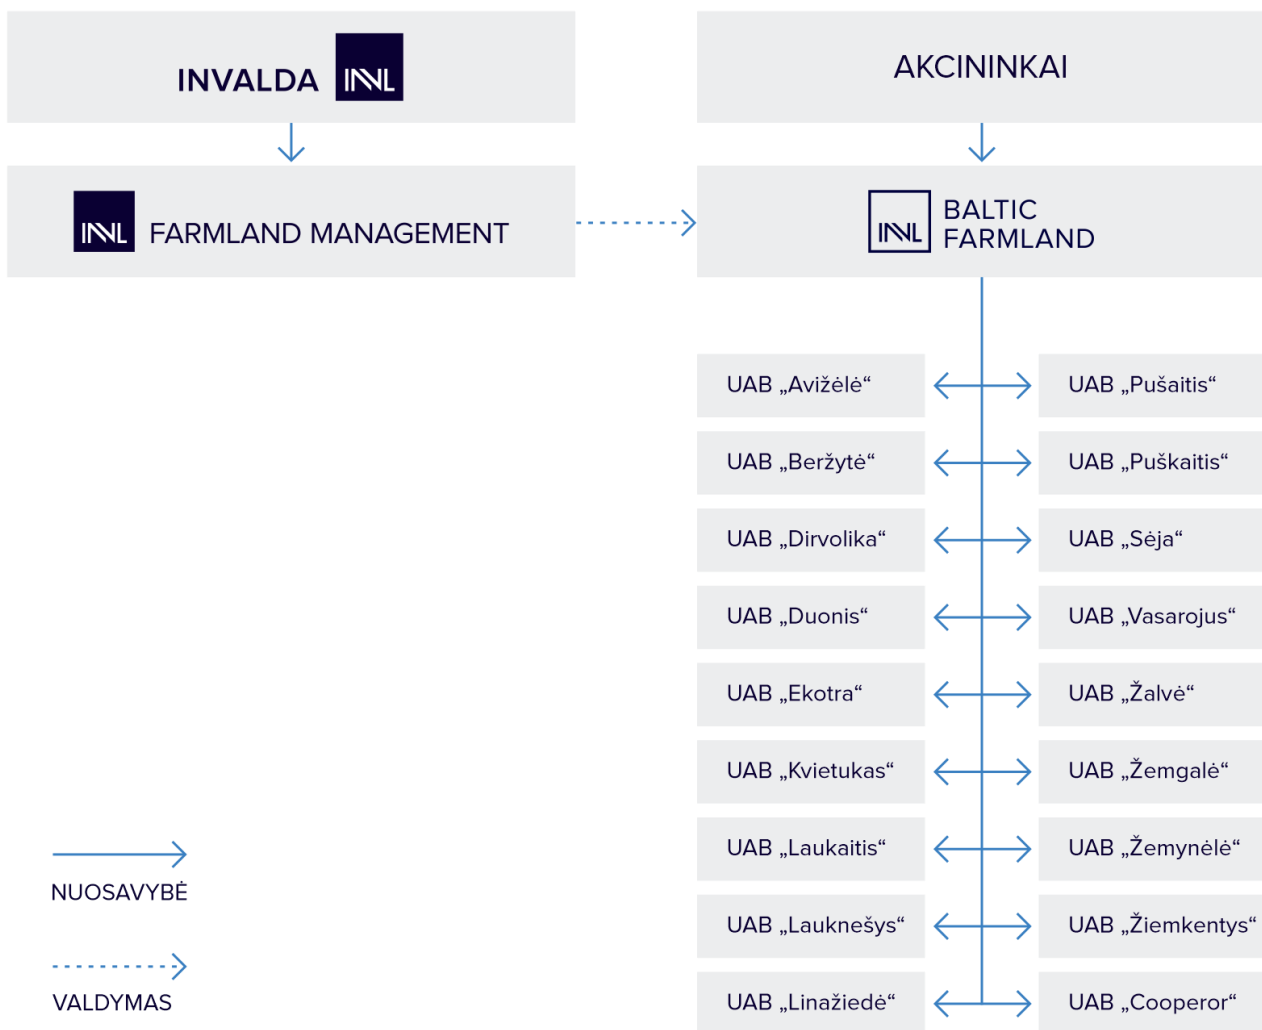 INVALDA INVL
AKCININKAI
INVL FARMLAND MANAGEMENT
INVL BALTIC
FARMLAND
UAB „Avižėlė“
UAB „Pušaitis“
UAB „Beržytė“
UAB „Puškaitis“
UAB „Dirvolika“
UAB „Sėja“
UAB „Duonis“
UAB „Vasarojus“
UAB „Ekotra“
UAB „Žalvė“
UAB „Kvietukas“
UAB „Žemgalė“
UAB „Laukaitis“
UAB „Žemynėlė“
UAB „Lauknešys“
UAB „Žiemkentys“
UAB „Linažiedė“
UAB „Cooperor“
NUOSAVYBĖ
VALDYMAS